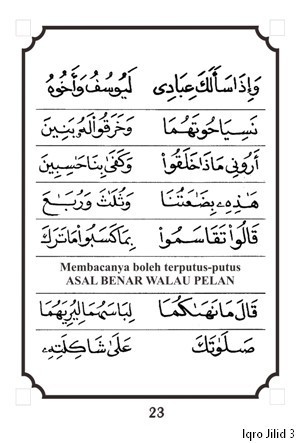 وَإِذَا سَأَلَكَ عِبَادِى لَيُوسُفُ وَأَخُوهُ
نَسِيَا حُوتَهُمَا وَخَرَقُوا۟ لَهُۥ بَنِينَ
أَرُونِى مَاذَا خَلَقُوا۟ وَكَفَىٰ بِنَا حَـٰسِبِينَ
هَـٰذِهِۦ بِضَـٰعَتُنَا وَثُلَـٰثَ وَرُبَـٰعَ
قَالُوا۟ تَقَاسَمُوا۟ بِمَا كَسَبُوا۟ مَا تَرَكَ
Membacanya boleh terputus-putus
ASAL BENAR WALAU PELAN
قَالَ مَا نَهَىٰكُمَا لِبَاسَهُمَا لِيُرِيَهُمَا
صَلَوٰتُكَ عَلَىٰ شَاكِلَتِهِۦ
23
Iqro Jilid 3